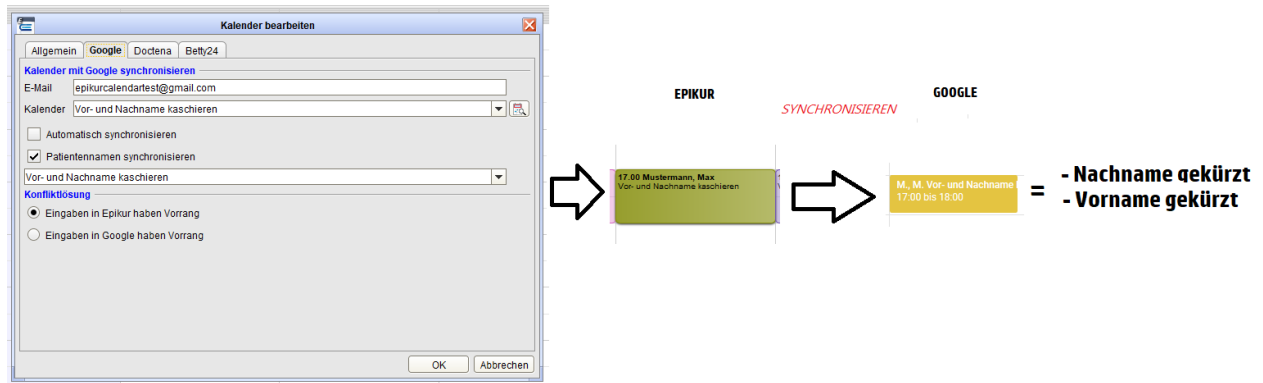 Kalender bearbeiten
Allgemein Google Doctena Betty24
Kalender mit Google synchronisieren
E-Mail epikurcalendartest@gmail.com
Kalender Vor- und Nachname kaschieren
Automatisch synchronisieren
Patientennamen synchronisieren
Vor- und Nachname kaschieren
Konfliktlösung
Eingaben in Epikur haben Vorrang
Eingaben in Google haben Vorrang
OK Abbrechen
EPIKUR
SYNCHRONISIEREN
GOOGLE
17.00 Mustermann, Max
Vor- und Nachname kaschieren
M., M. Vor- und Nachname
17:00 bis 18:00
=
- Nachname gekürzt
- Vorname gekürzt